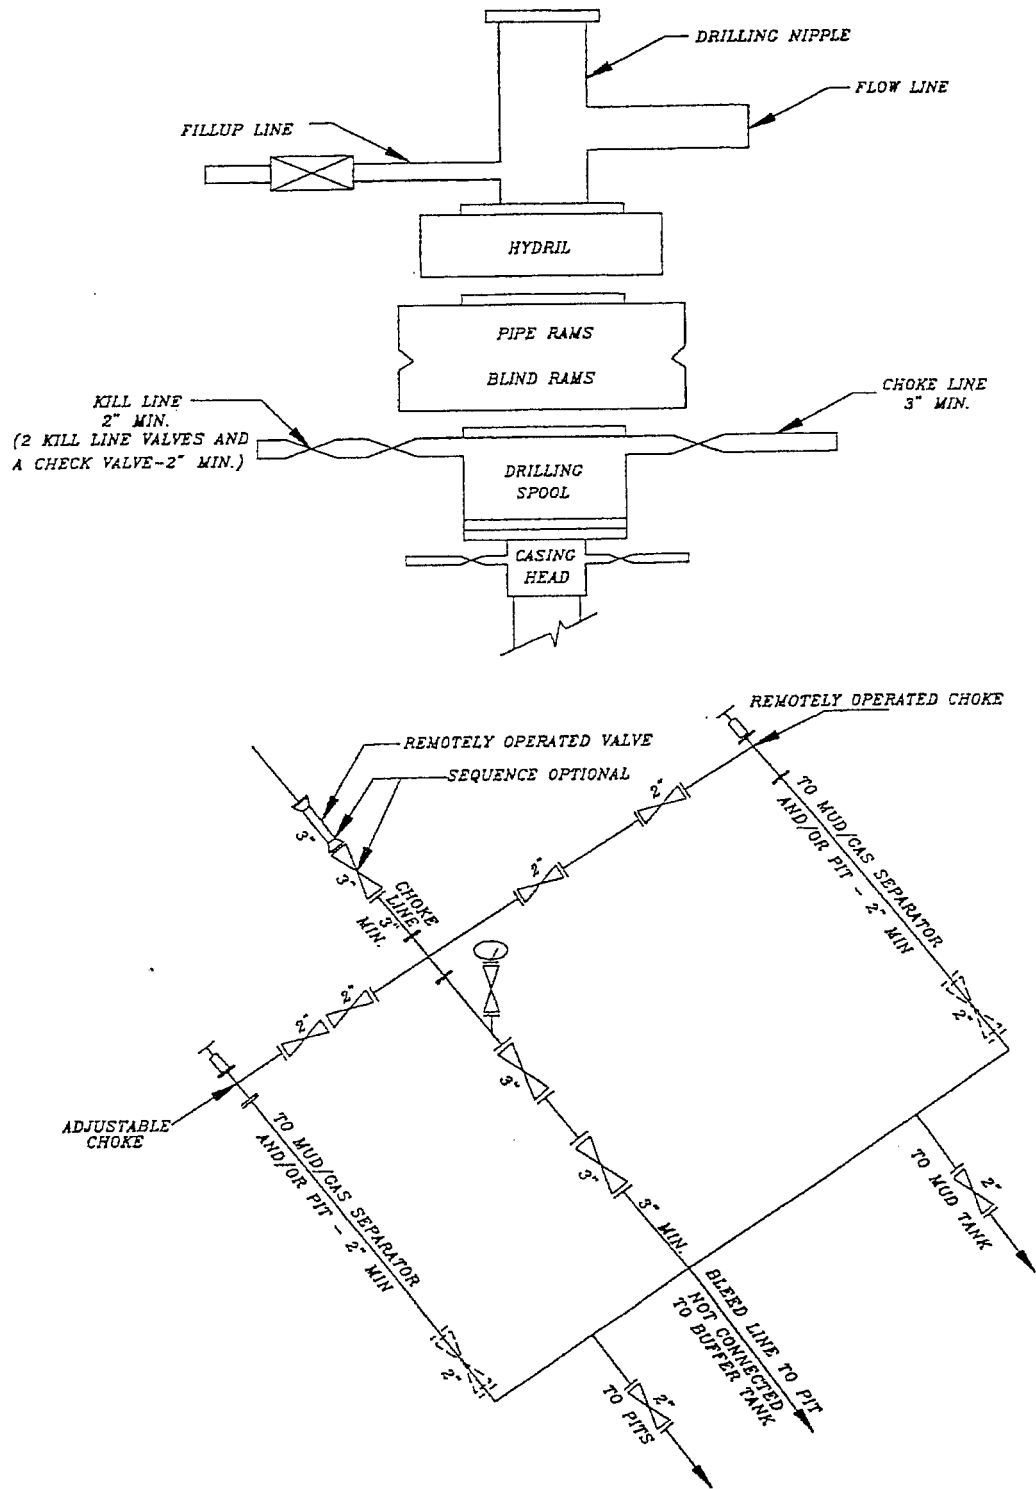 DRILLING NIPPLE
FLOW LINE
FILLUP LINE
HYDRIL
PIPE RAMS
BLIND RAMS
KILL LINE
2" MIN.
(2 KILL LINE VALVES AND
A CHECK VALVE-2" MIN.)
CHOKE LINE
3" MIN.
DRILLING
SPOOL
CASING
HEAD
REMOTELY OPERATED CHOKE
REMOTELY OPERATED VALVE
SEQUENCE OPTIONAL
3"
3"
CHOKE
LINE
3"
MIN.
2"
2"
TO MUD/GAS SEPARATOR
AND/OR PIT - 2" MIN
2"
2"
2"
ADJUSTABLE
CHOKE
TO MUD/GAS SEPARATOR
AND/OR PIT - 2" MIN
2"
3"
3"
3" MIN.
BLEED LINE TO PIT
NOT CONNECTED
TO BUFFER TANK
2"
TO MUD TANK
2"
TO PITS